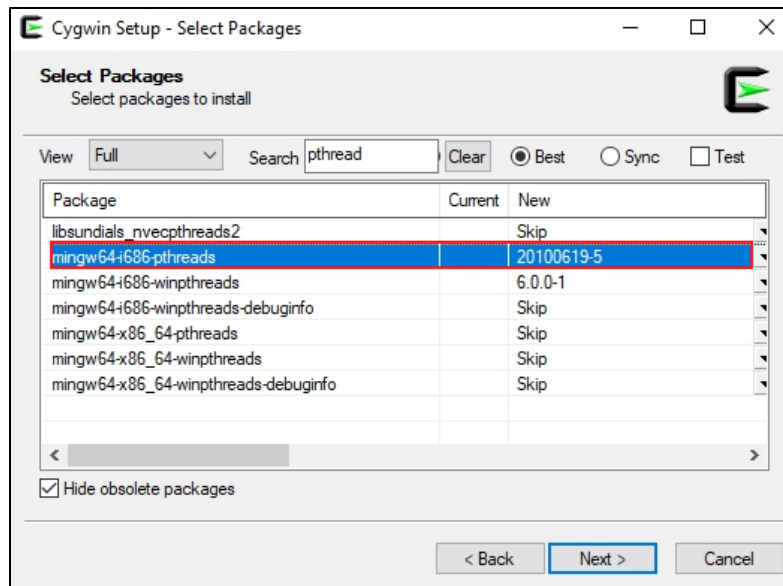 Cygwin Setup - Select Packages
Select Packages
Select packages to install
View Full Search pthread Clear Best Sync Test
Package Current New
libsundials_nvecpthreads2 Skip
mingw64-i686-pthreads 20100619-5
mingw64-i686-winpthreads 6.0.0-1
mingw64-i686-winpthreads-debuginfo Skip
mingw64-x86_64-pthreads Skip
mingw64-x86_64-winpthreads Skip
mingw64-x86_64-winpthreads-debuginfo Skip
Hide obsolete packages
< Back Next > Cancel